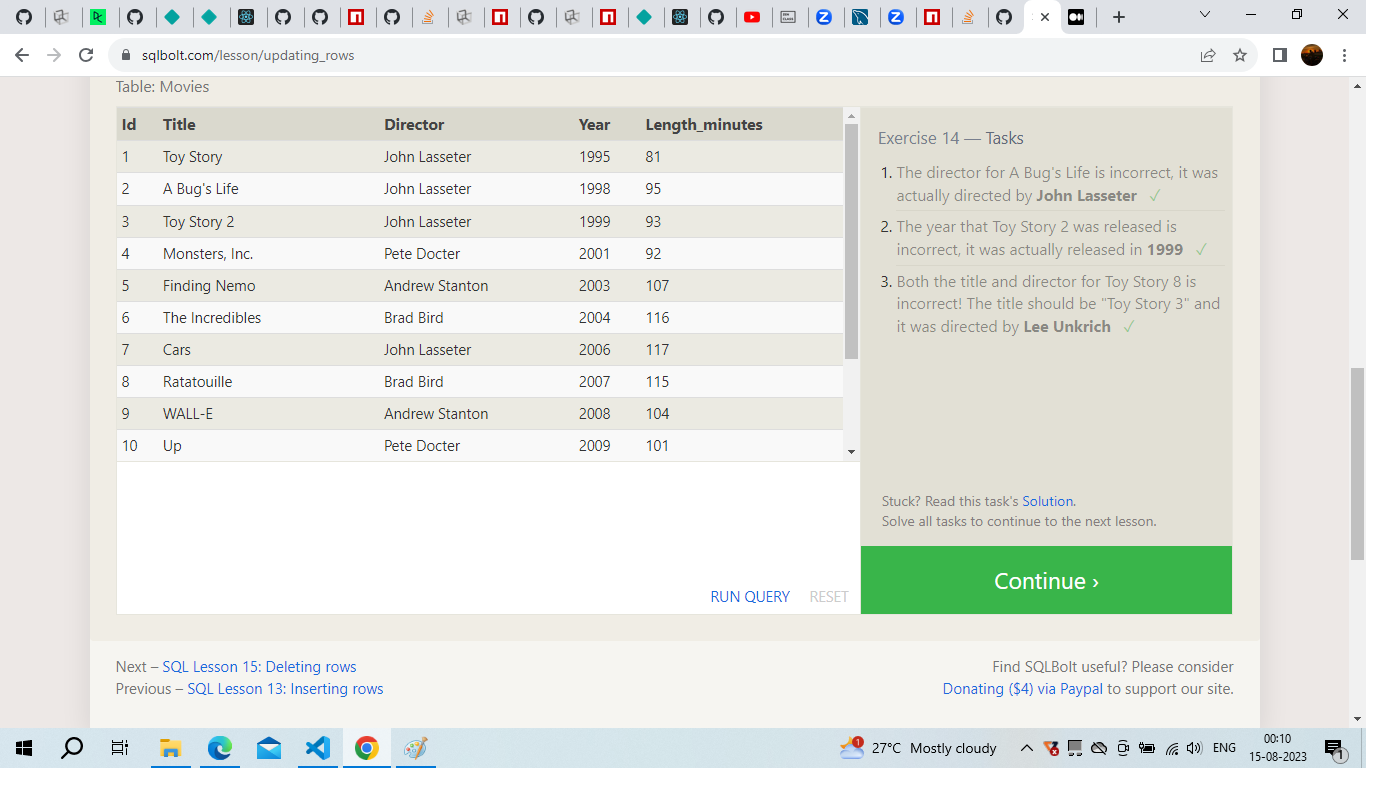 sqlbolt.com/lesson/updating_rows
Table: Movies
Id Title Director Year Length_minutes
1 Toy Story John Lasseter 1995 81
2 A Bug's Life John Lasseter 1998 95
3 Toy Story 2 John Lasseter 1999 93
4 Monsters, Inc. Pete Docter 2001 92
5 Finding Nemo Andrew Stanton 2003 107
6 The Incredibles Brad Bird 2004 116
7 Cars John Lasseter 2006 117
8 Ratatouille Brad Bird 2007 115
9 WALL-E Andrew Stanton 2008 104
10 Up Pete Docter 2009 101
RUN QUERY RESET
Exercise 14 — Tasks
1. The director for A Bug's Life is incorrect, it was
actually directed by John Lasseter ✓
2. The year that Toy Story 2 was released is
incorrect, it was actually released in 1999 ✓
3. Both the title and director for Toy Story 8 is
incorrect! The title should be "Toy Story 3" and
it was directed by Lee Unkrich ✓
Stuck? Read this task's Solution.
Solve all tasks to continue to the next lesson.
Continue ›
Next – SQL Lesson 15: Deleting rows
Previous – SQL Lesson 13: Inserting rows
Find SQLBolt useful? Please consider
Donating ($4) via Paypal to support our site.
1
27°C Mostly cloudy
ENG
00:10
15-08-2023
1